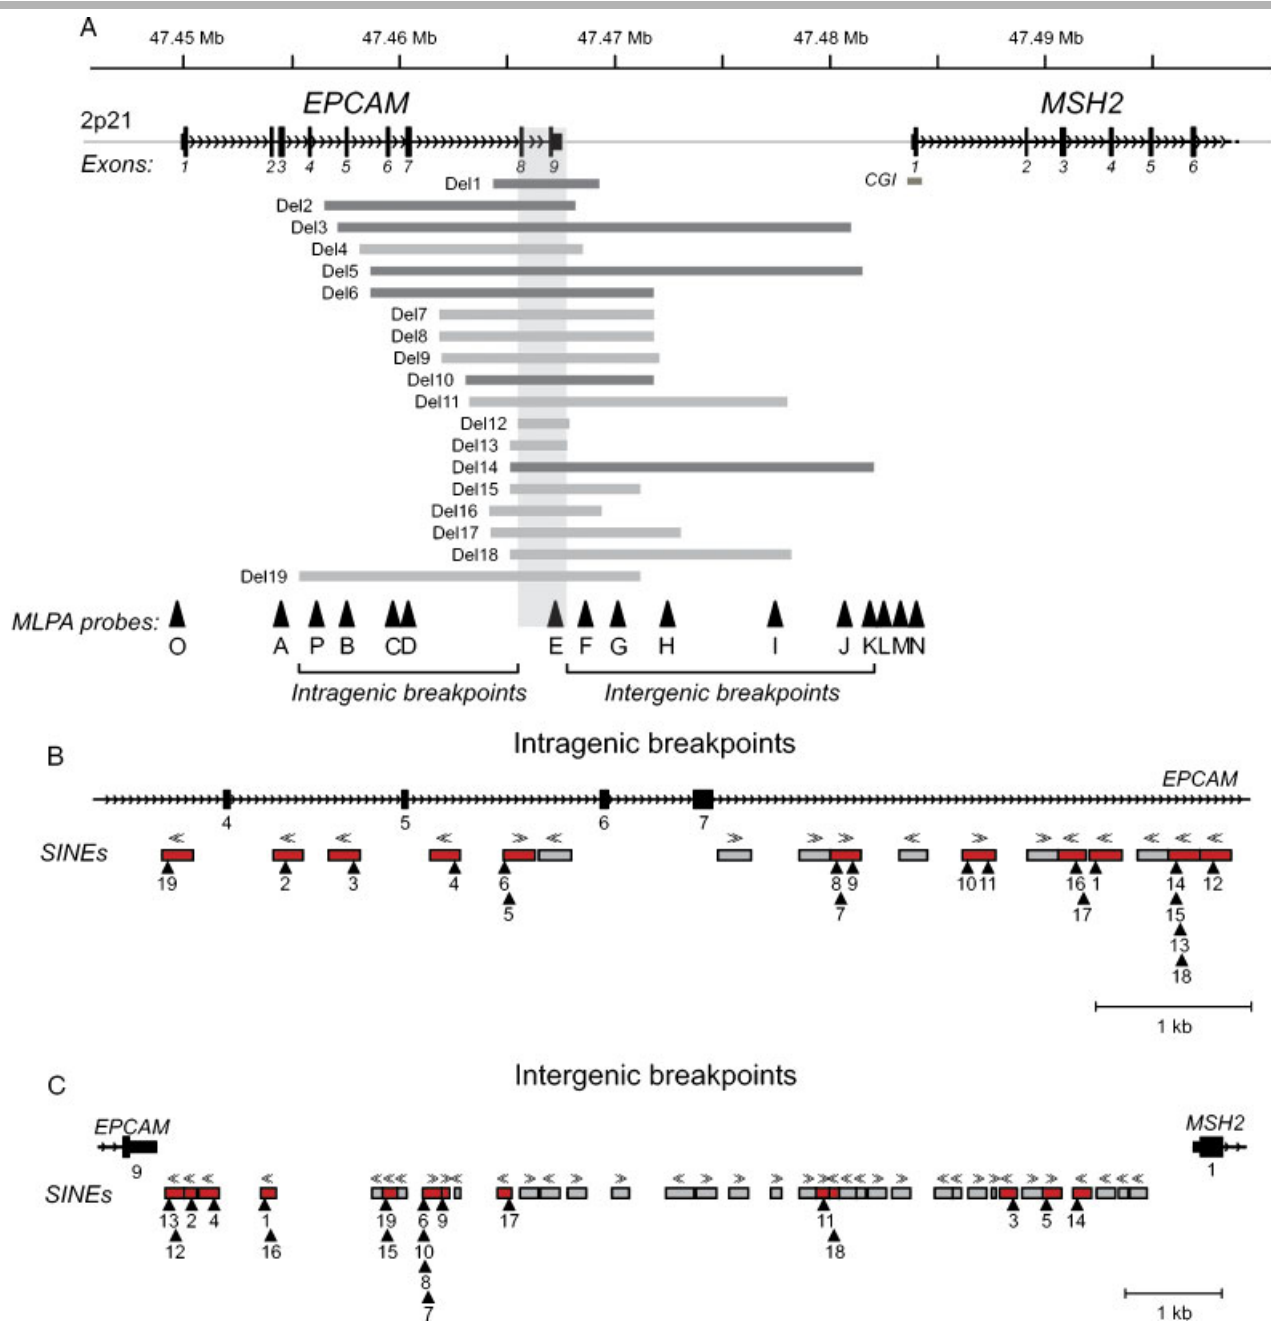 A
47.45 Mb 47.46 Mb 47.47 Mb 47.48 Mb 47.49 Mb
EPCAM MSH2
2p21
Exons: 1 2 3 4 5 6 7 8 9 1 2 3 4 5 6
CGI
Del1
Del2
Del3
Del4
Del5
Del6
Del7
Del8
Del9
Del10
Del11
Del12
Del13
Del14
Del15
Del16
Del17
Del18
Del19
MLPA probes:
O A P B C D E F G H I J K L M N
Intragenic breakpoints Intergenic breakpoints
B
Intragenic breakpoints
EPCAM
4 5 6 7
SINEs
19 2 3 4 6 8 9 10 11 16 1 14 12
5 7 17 15
13
18
1 kb
C
Intergenic breakpoints
EPCAM MSH2
9 1
SINEs
13 2 4 1 19 6 9 17 11 3 5 14
12 16 15 10 18
8
7
1 kb